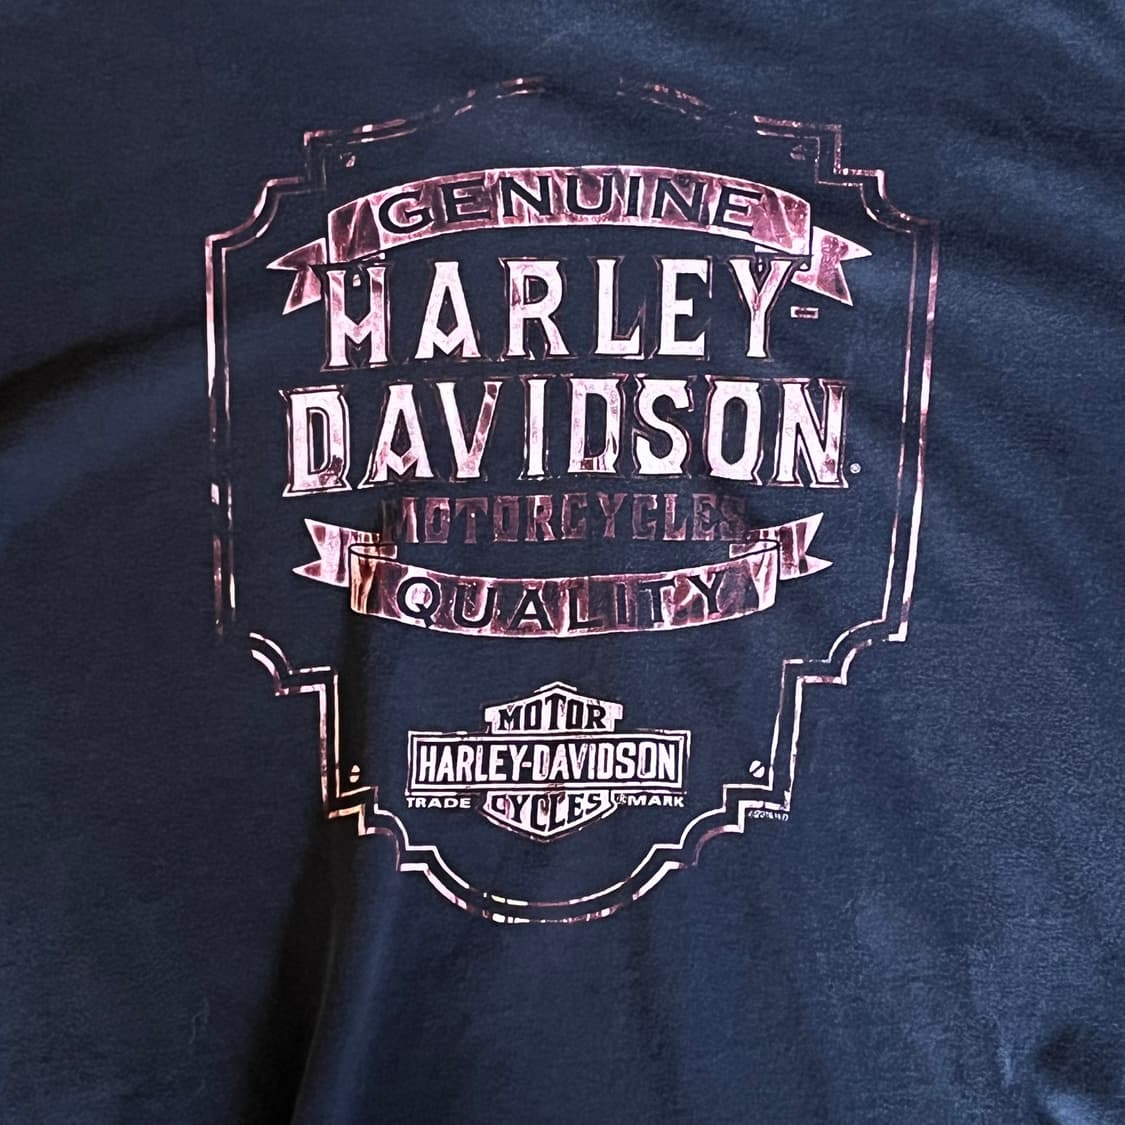 GENUINE
HARLEY-
DAVIDSON®
MOTORCYCLES
QUALITY
MOTOR
HARLEY-DAVIDSON
TRADE CYCLES MARK